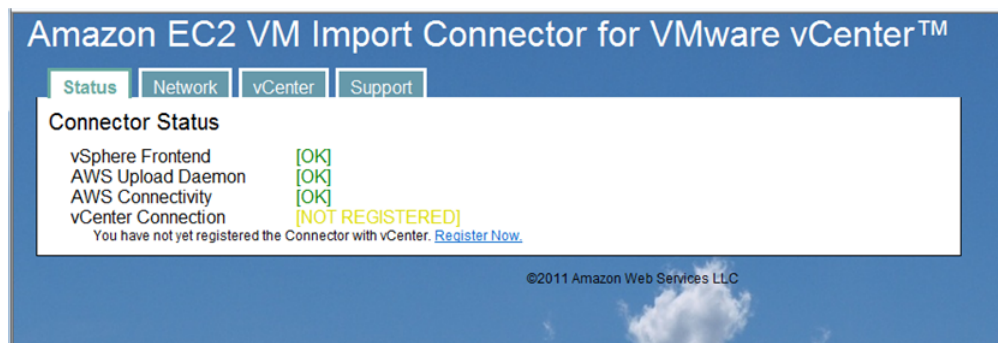 Amazon EC2 VM Import Connector for VMware vCenter™
Status Network vCenter Support
Connector Status
vSphere Frontend [OK]
AWS Upload Daemon [OK]
AWS Connectivity [OK]
vCenter Connection [NOT REGISTERED]
You have not yet registered the Connector with vCenter. Register Now.
©2011 Amazon Web Services LLC